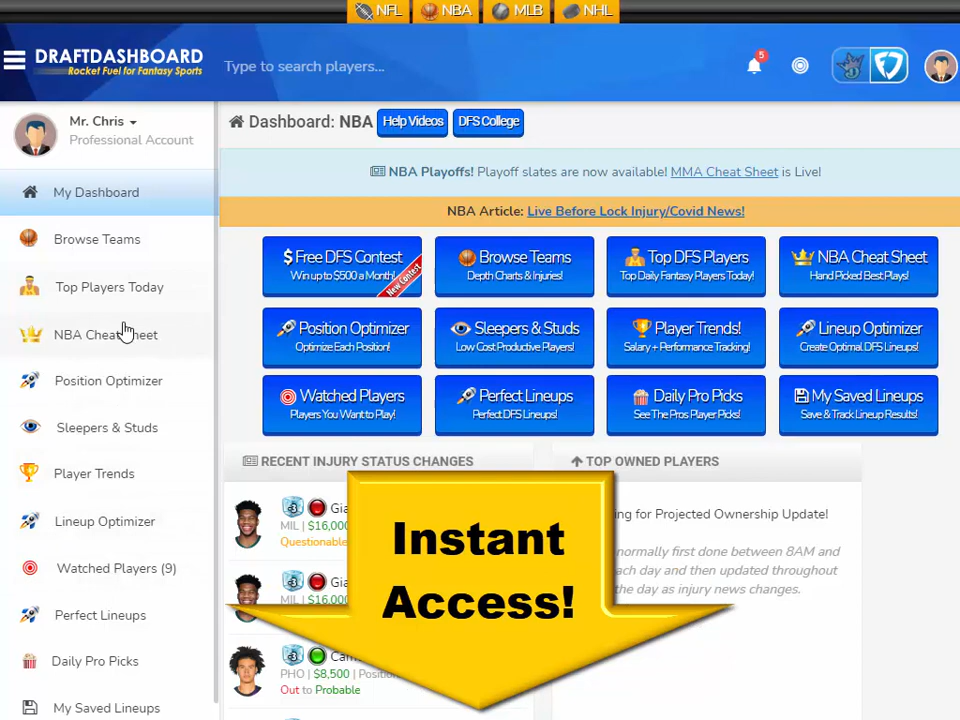 NFL NBA MLB NHL
DRAFTDASHBOARD
Rocket Fuel for Fantasy Sports
Type to search players...
5
Mr. Chris
Professional Account
My Dashboard
Browse Teams
Top Players Today
NBA Cheat Sheet
Position Optimizer
Sleepers & Studs
Player Trends
Lineup Optimizer
Watched Players (9)
Perfect Lineups
Daily Pro Picks
My Saved Lineups
Dashboard: NBA Help Videos DFS College
NBA Playoffs! Playoff slates are now available! MMA Cheat Sheet is Live!
NBA Article: Live Before Lock Injury/Covid News!
$ Free DFS Contest
Win up to $500 a Month!
New Contest
Browse Teams
Depth Charts & Injuries!
Top DFS Players
Top Daily Fantasy Players Today!
NBA Cheat Sheet
Hand Picked Best Plays!
Position Optimizer
Optimize Each Position!
Sleepers & Studs
Low Cost Productive Players!
Player Trends!
Salary + Performance Tracking!
Lineup Optimizer
Create Optimal DFS Lineups!
Watched Players
Players You Want to Play!
Perfect Lineups
Perfect DFS Lineups!
Daily Pro Picks
See The Pros Player Picks!
My Saved Lineups
Save & Track Lineup Results!
RECENT INJURY STATUS CHANGES
MIL | $16,000
Questionable
MIL | $16,000
PHO | $8,500 |
Out to Probable
TOP OWNED PLAYERS
for Projected Ownership Update!
normally first done between 8AM and
day and then updated throughout
the day as injury news changes.
Instant
Access!